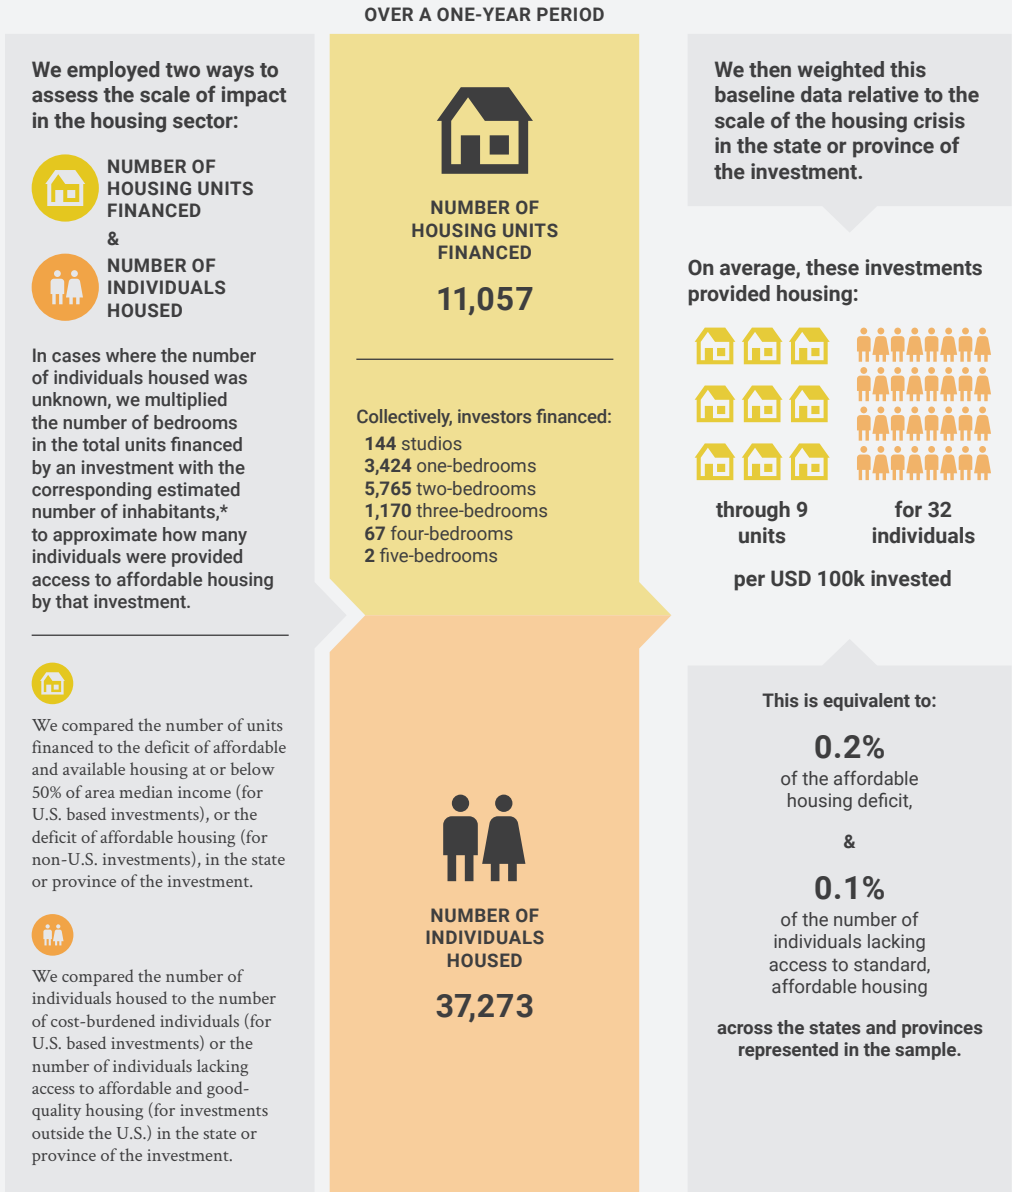 OVER A ONE-YEAR PERIOD
We employed two ways to
assess the scale of impact
in the housing sector:
NUMBER OF
HOUSING UNITS
FINANCED
&
NUMBER OF
INDIVIDUALS
HOUSED
In cases where the number
of individuals housed was
unknown, we multiplied
the number of bedrooms
in the total units financed
by an investment with the
corresponding estimated
number of inhabitants,*
to approximate how many
individuals were provided
access to affordable housing
by that investment.
We compared the number of units
financed to the deficit of affordable
and available housing at or below
50% of area median income (for
U.S. based investments), or the
deficit of affordable housing (for
non-U.S. investments), in the state
or province of the investment.
We compared the number of
individuals housed to the number
of cost-burdened individuals (for
U.S. based investments) or the
number of individuals lacking
access to affordable and good-
quality housing (for investments
outside the U.S.) in the state or
province of the investment.
NUMBER OF
HOUSING UNITS
FINANCED
11,057
Collectively, investors financed:
144 studios
3,424 one-bedrooms
5,765 two-bedrooms
1,170 three-bedrooms
67 four-bedrooms
2 five-bedrooms
NUMBER OF
INDIVIDUALS
HOUSED
37,273
We then weighted this
baseline data relative to the
scale of the housing crisis
in the state or province of
the investment.
On average, these investments
provided housing:
through 9
units
for 32
individuals
per USD 100k invested
This is equivalent to:
0.2%
of the affordable
housing deficit,
&
0.1%
of the number of
individuals lacking
access to standard,
affordable housing
across the states and provinces
represented in the sample.